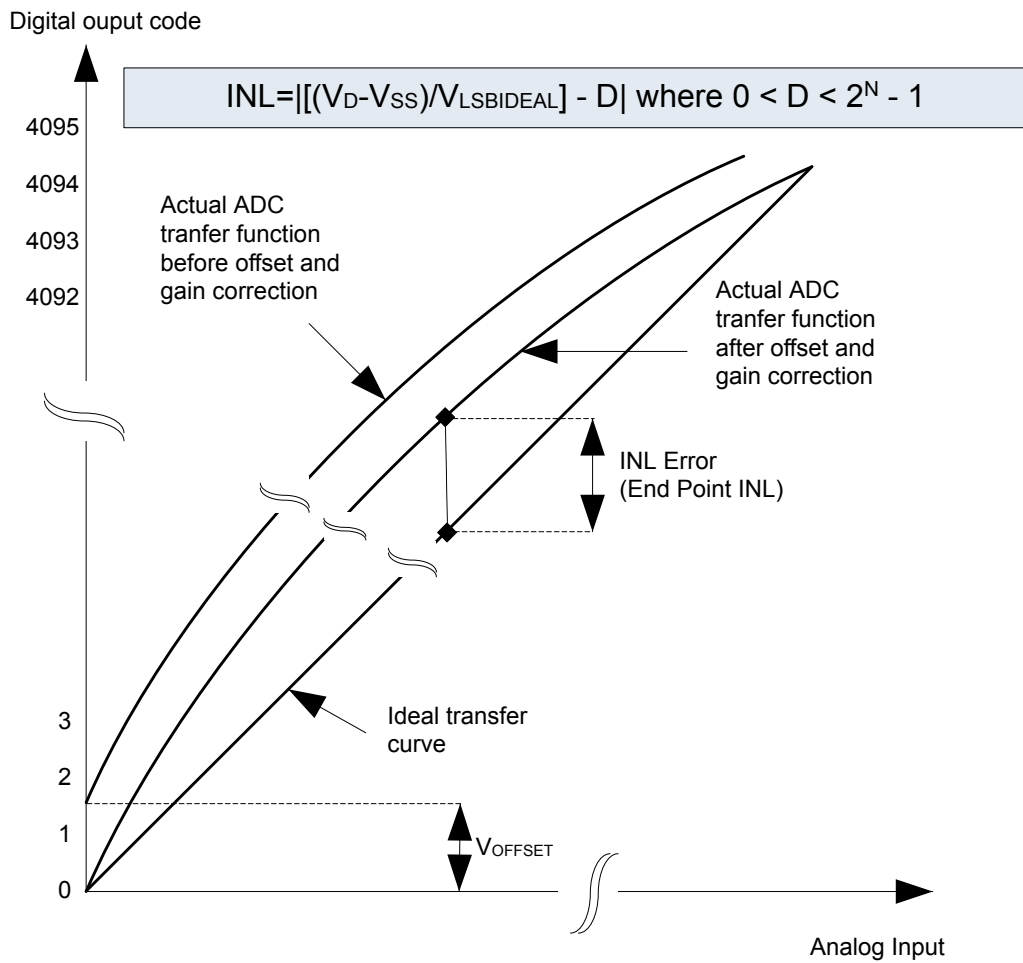 Digital ouput code
INL=|[(VD-VSS)/VLSBIDEAL] - D| where 0 < D < 2^N - 1
4095
4094
4093
4092
Actual ADC
tranfer function
before offset and
gain correction
Actual ADC
tranfer function
after offset and
gain correction
INL Error
(End Point INL)
Ideal transfer
curve
3
2
1
0
VOFFSET
Analog Input